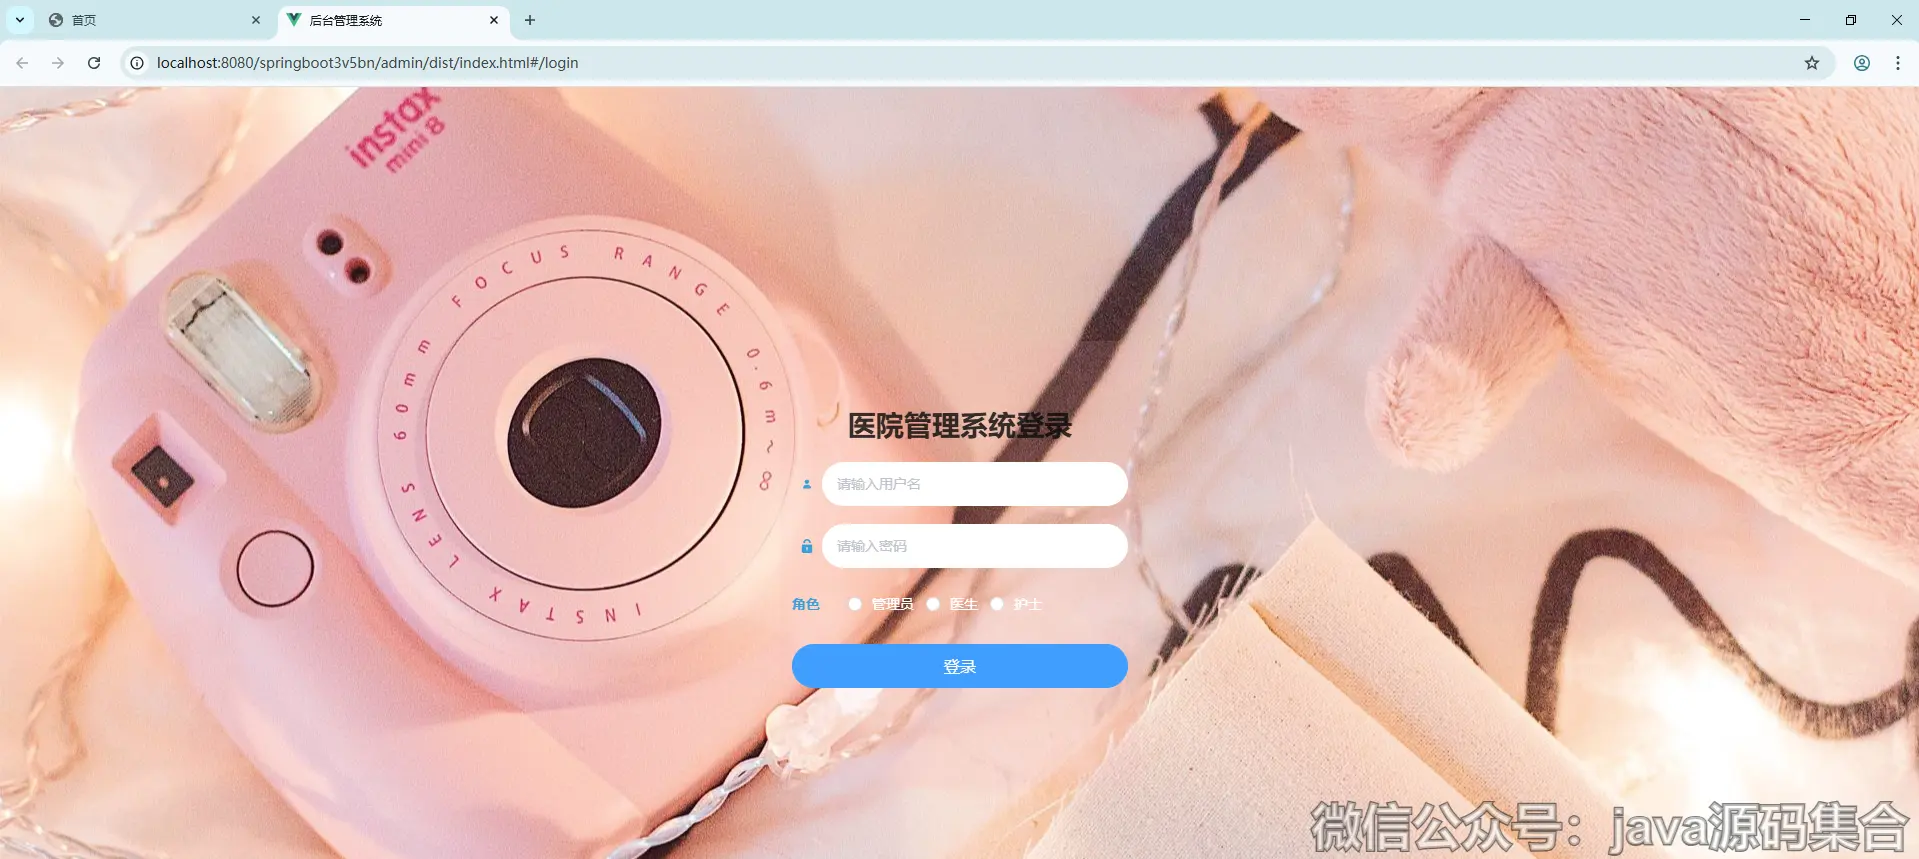 首页
后台管理系统
localhost:8080/springboot3v5bn/admin/dist/index.html#/login
instax
mini 8
FOCUS RANGE 0.6m~∞
INSTAX LENS 60mm
医院管理系统登录
请输入用户名
请输入密码
角色 管理员 医生 护士
登录
微信公众号：java源码集合